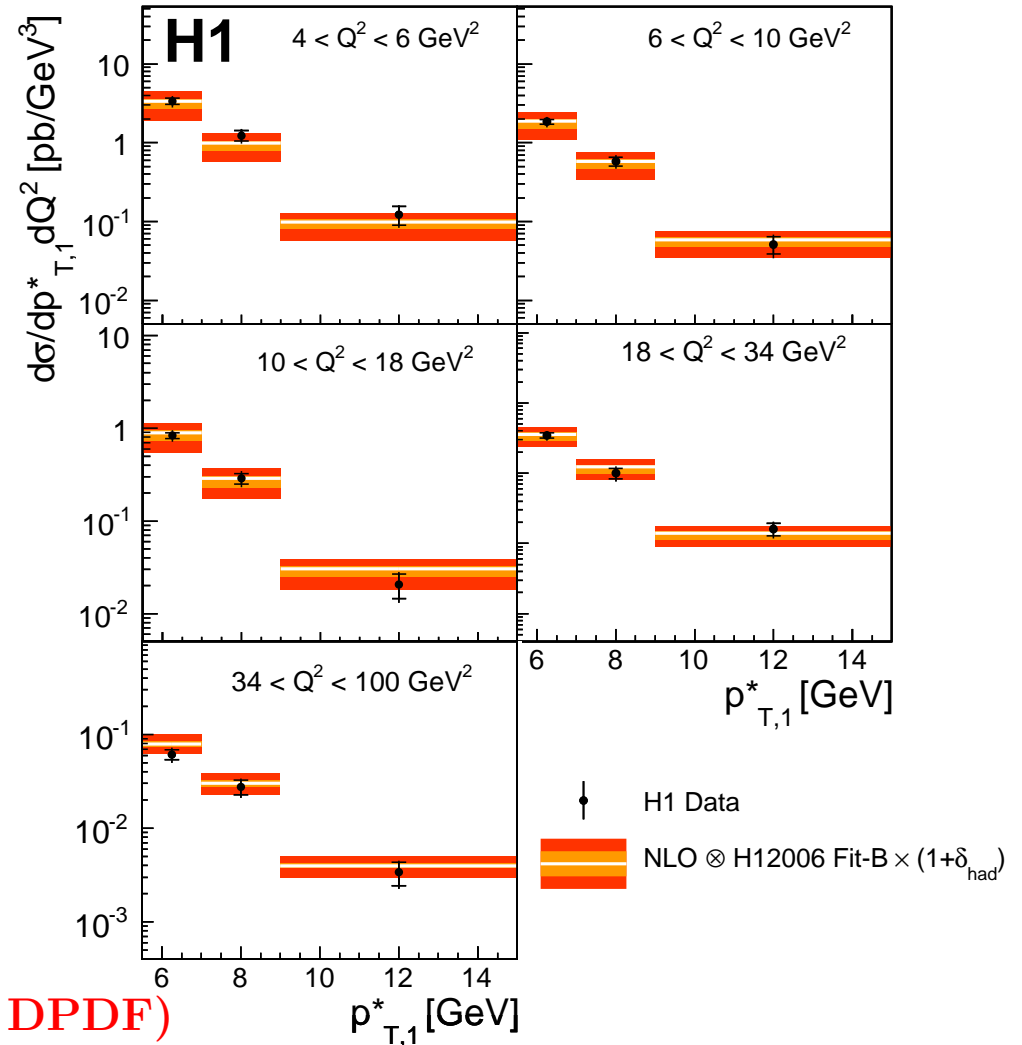 H1
4 < Q² < 6 GeV²
6 < Q² < 10 GeV²
dσ/dp*T,1 dQ² [pb/GeV³]
10
1
10⁻¹
10⁻²
10 < Q² < 18 GeV²
18 < Q² < 34 GeV²
10
1
10⁻¹
10⁻²
6 8 10 12 14
p*T,1 [GeV]
34 < Q² < 100 GeV²
10⁻¹
10⁻²
10⁻³
H1 Data
NLO ⊗ H12006 Fit-B × (1+δhad)
6 8 10 12 14
p*T,1 [GeV]
DPDF)